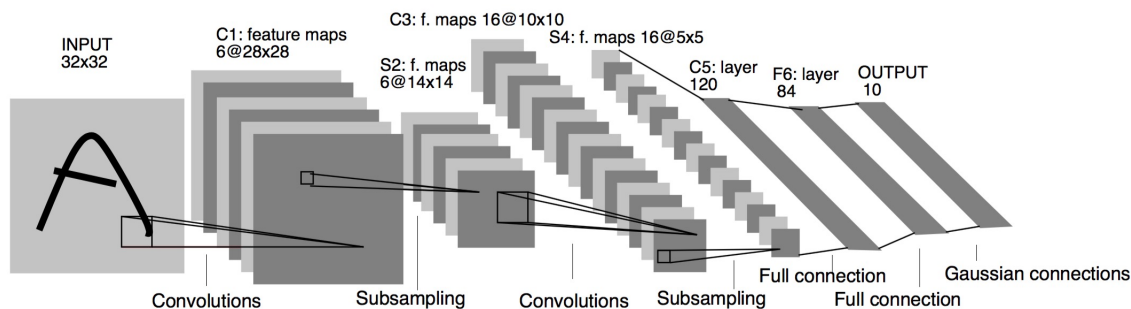 INPUT
32x32
C1: feature maps
6@28x28
S2: f. maps
6@14x14
C3: f. maps 16@10x10
S4: f. maps 16@5x5
C5: layer
120
F6: layer
84
OUTPUT
10
Convolutions
Subsampling
Convolutions
Subsampling
Full connection
Full connection
Gaussian connections